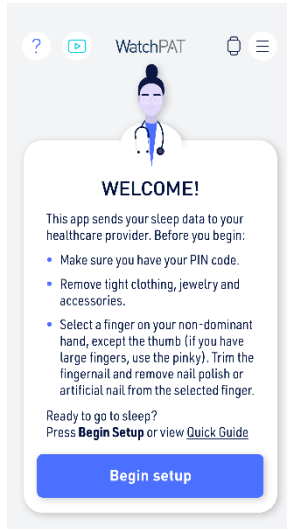 ?
WatchPAT
WELCOME!
This app sends your sleep data to your
healthcare provider. Before you begin:
• Make sure you have your PIN code.
• Remove tight clothing, jewelry and
accessories.
• Select a finger on your non-dominant
hand, except the thumb (if you have
large fingers, use the pinky). Trim the
fingernail and remove nail polish or
artificial nail from the selected finger.
Ready to go to sleep?
Press Begin Setup or view Quick Guide
Begin setup